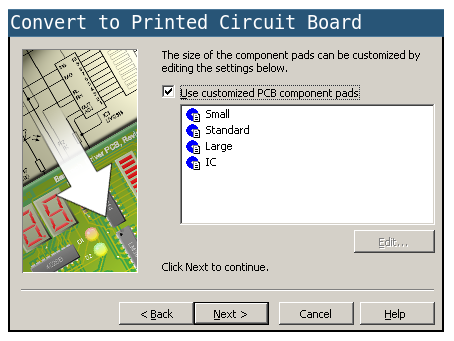 Convert to Printed Circuit Board
The size of the component pads can be customized by
editing the settings below.
Use customized PCB component pads
Small
Standard
Large
IC
Edit...
Click Next to continue.
< Back
Next >
Cancel
Help